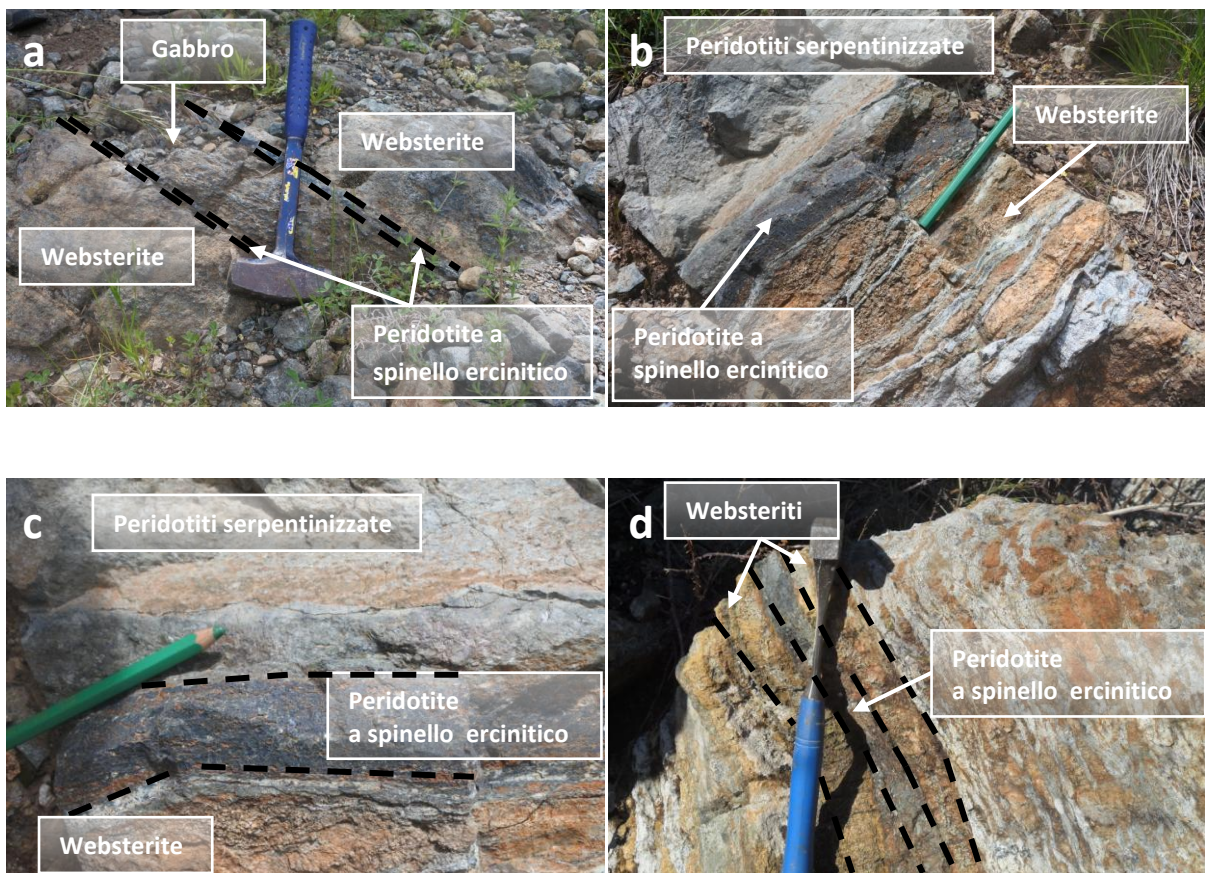 a
Gabbro
Websterite
Websterite
Peridotite a
spinello ercinitico
b
Peridotiti serpentinizzate
Websterite
Peridotite a
spinello ercinitico
c
Peridotiti serpentinizzate
Peridotite
a spinello ercinitico
Websterite
d
Websteriti
Peridotite
a spinello ercinitico